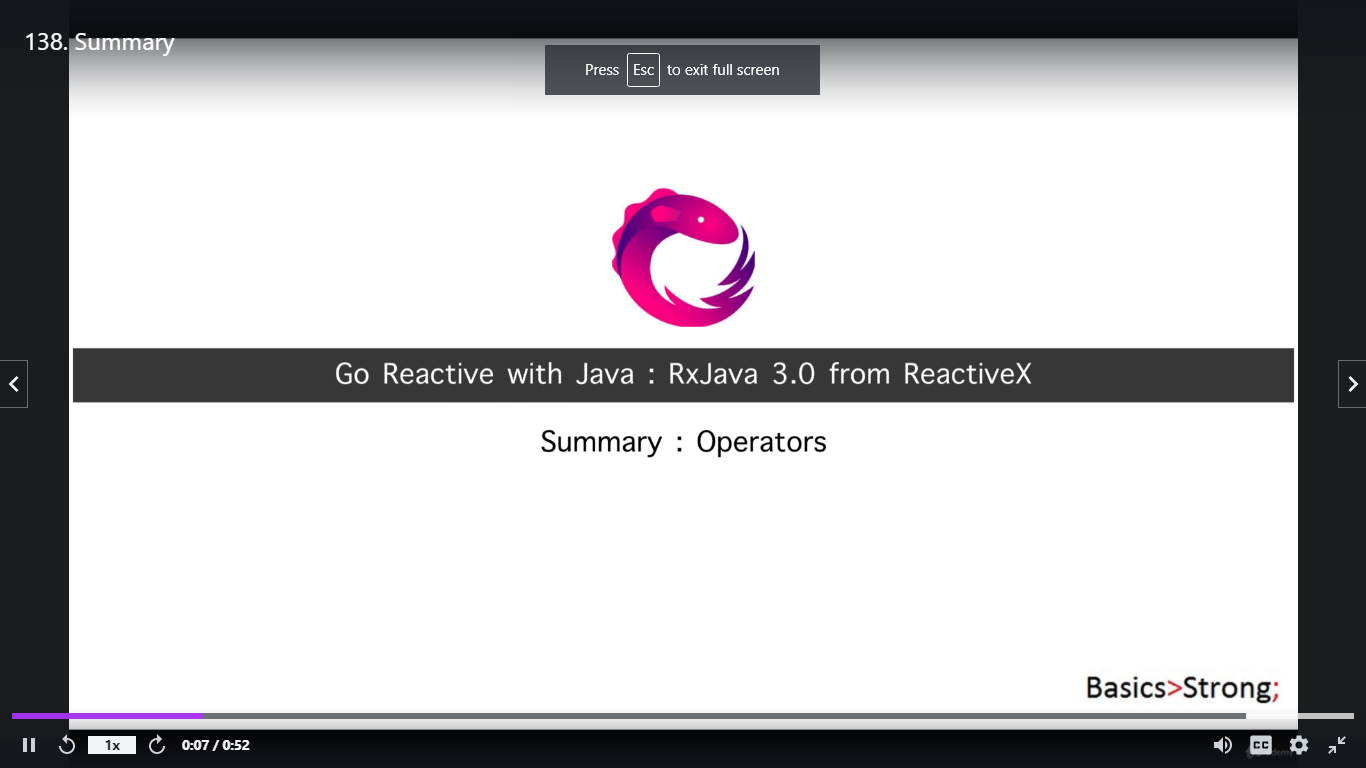 138. Summary
Press Esc to exit full screen
Go Reactive with Java : RxJava 3.0 from ReactiveX
Summary : Operators
Basics>Strong;
1x
0:07 / 0:52
CC